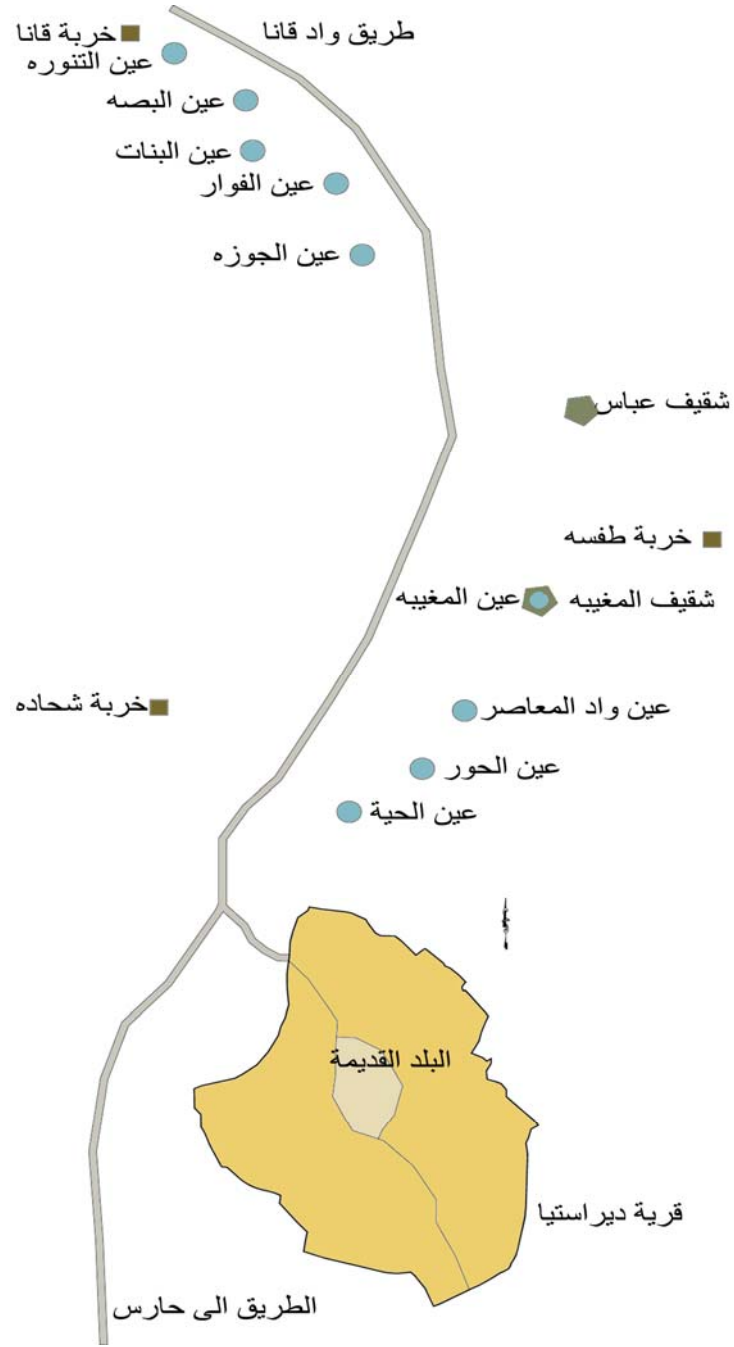 طريق واد قانا
خربة قانا
عين التنوره
عين البصه
عين البنات
عين الفوار
عين الجوزه
شقيف عباس
خربة طفسه
شقيف المغيبه
عين المغيبه
خربة شحاده
عين واد المعاصر
عين الحور
عين الحية
البلد القديمة
قرية ديراستيا
الطريق الى حارس